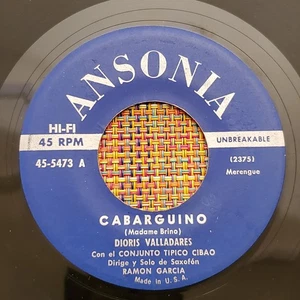 ANSONIA
HI-FI
45 RPM
UNBREAKABLE
45-5473 A
(2375)
Merengue
CABARGUINO
(Madame Brina)
DIORIS VALLADARES
Con el CONJUNTO TIPICO CIBAO
Dirige y Solo de Saxofón
RAMON GARCIA
Made in U.S.A.